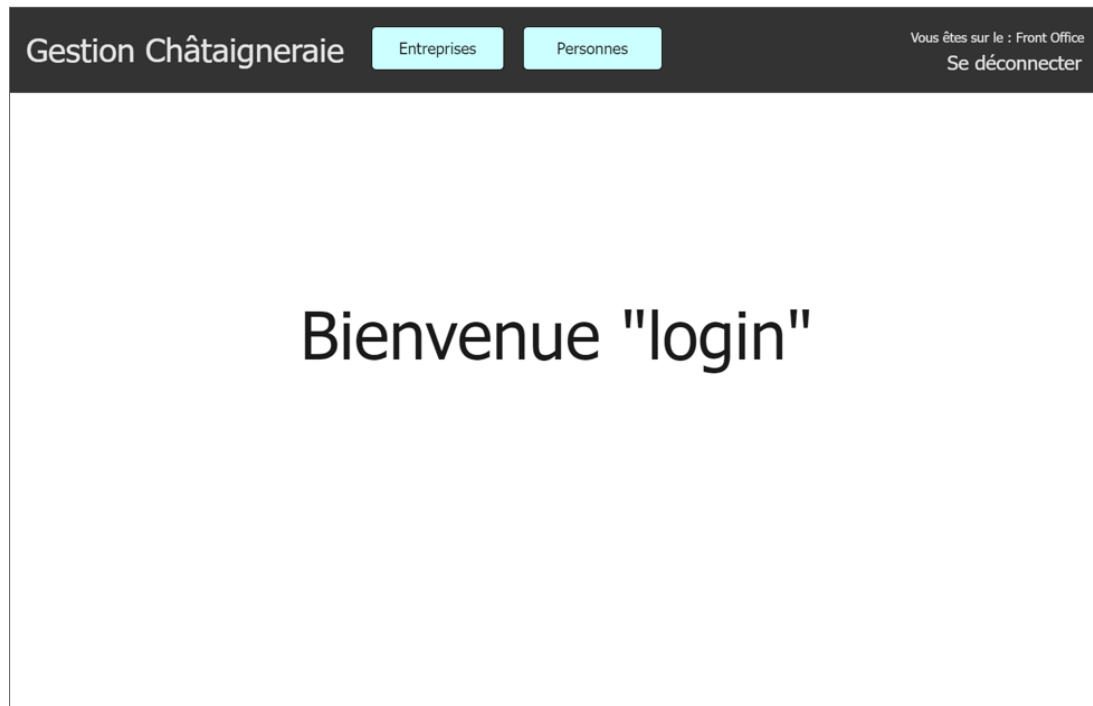 Gestion Châtaigneraie
Entreprises
Personnes
Vous êtes sur le : Front Office
Se déconnecter
Bienvenue "login"